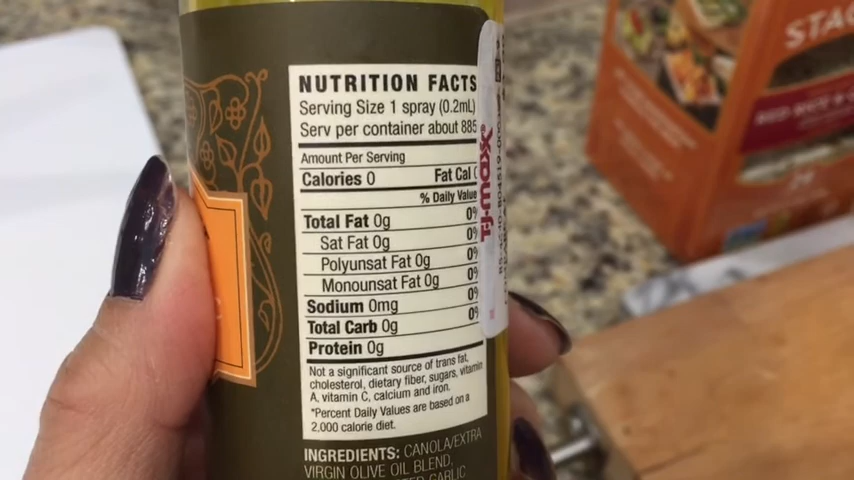 NUTRITION FACTS
Serving Size 1 spray (0.2mL)
Serv per container about 885
Amount Per Serving
Calories 0 Fat Cal
% Daily Value
Total Fat 0g 0%
Sat Fat 0g 0%
Polyunsat Fat 0g 0%
Monounsat Fat 0g 0%
Sodium 0mg 0%
Total Carb 0g 0%
Protein 0g
Not a significant source of trans fat,
cholesterol, dietary fiber, sugars, vitamin
A, vitamin C, calcium and iron.
*Percent Daily Values are based on a
2,000 calorie diet.
INGREDIENTS: CANOLA/EXTRA
VIRGIN OLIVE OIL BLEND,
GARLIC
T·J·maxx®
STAC
RED RICE